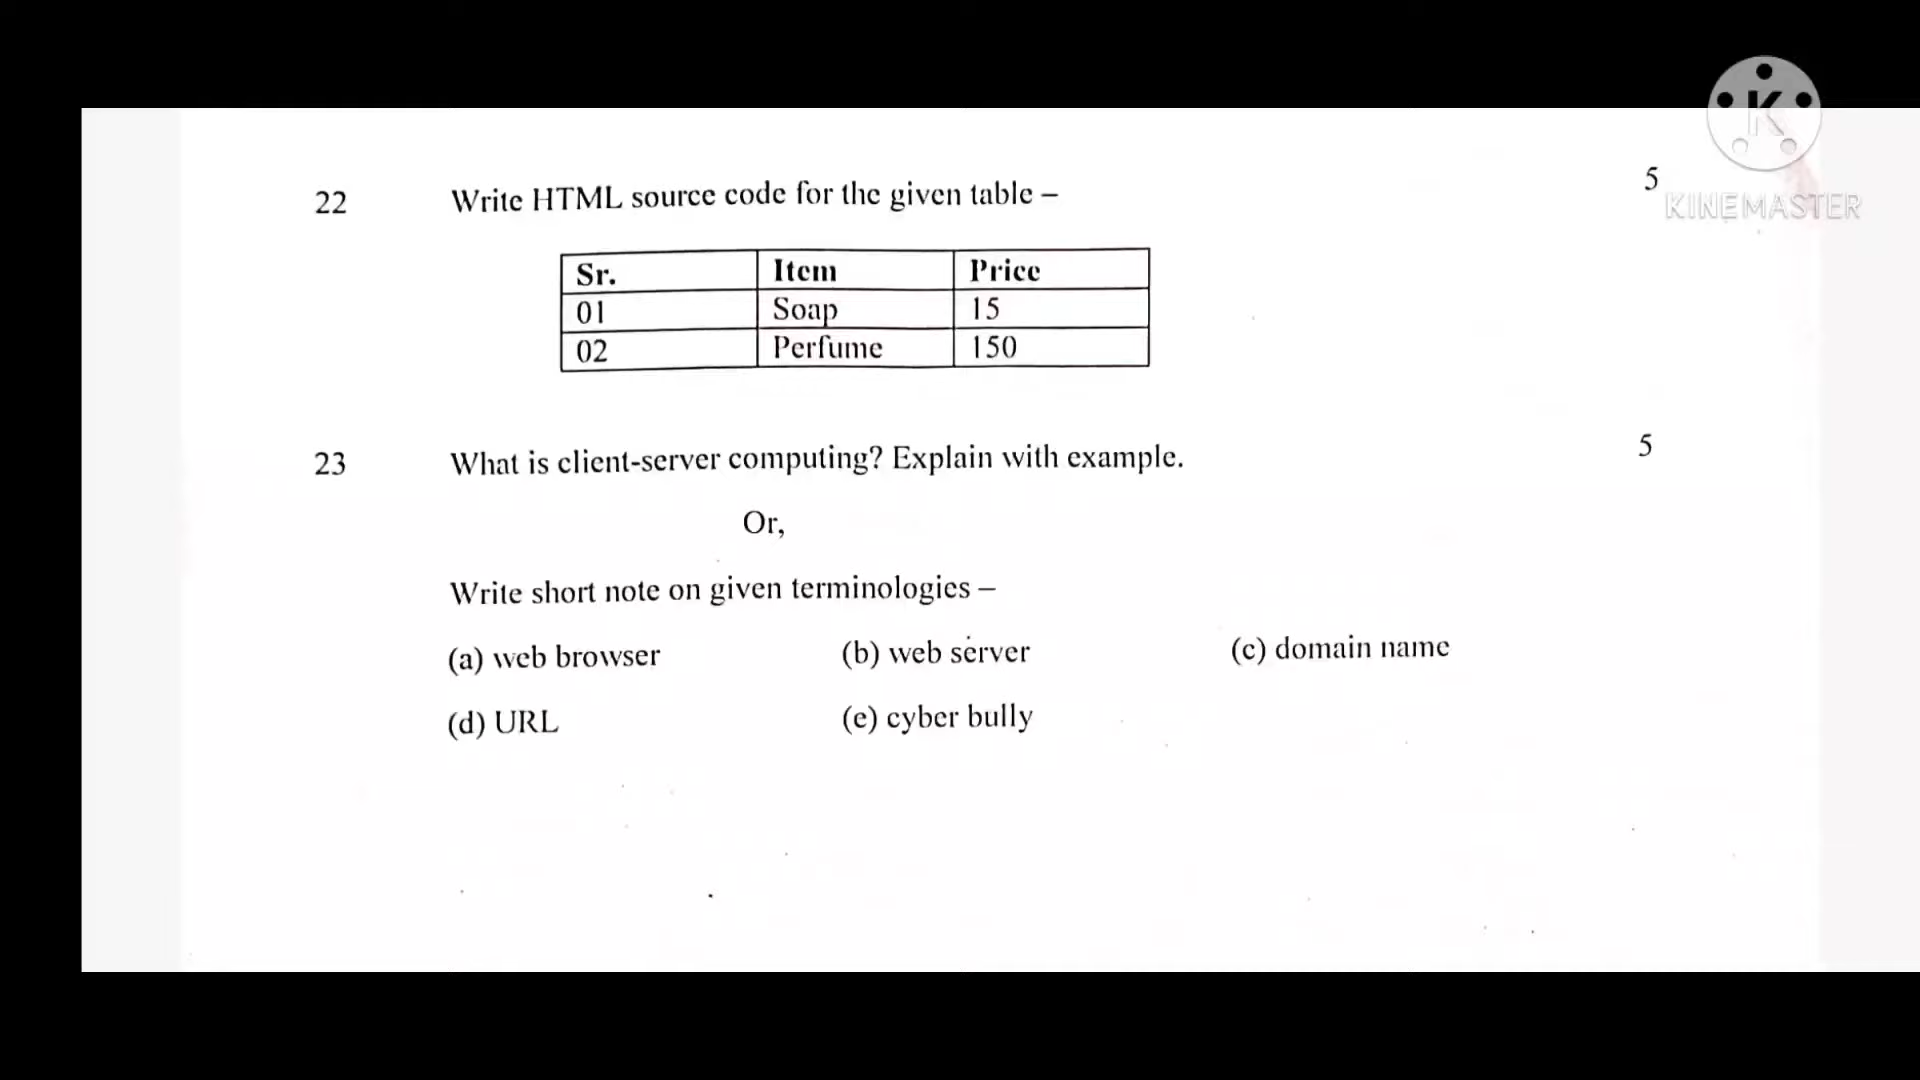 K
KINEMASTER
22 Write HTML source code for the given table – 5
Sr. Item Price
01 Soap 15
02 Perfume 150
23 What is client-server computing? Explain with example. 5
Or,
Write short note on given terminologies –
(a) web browser (b) web server (c) domain name
(d) URL (e) cyber bully